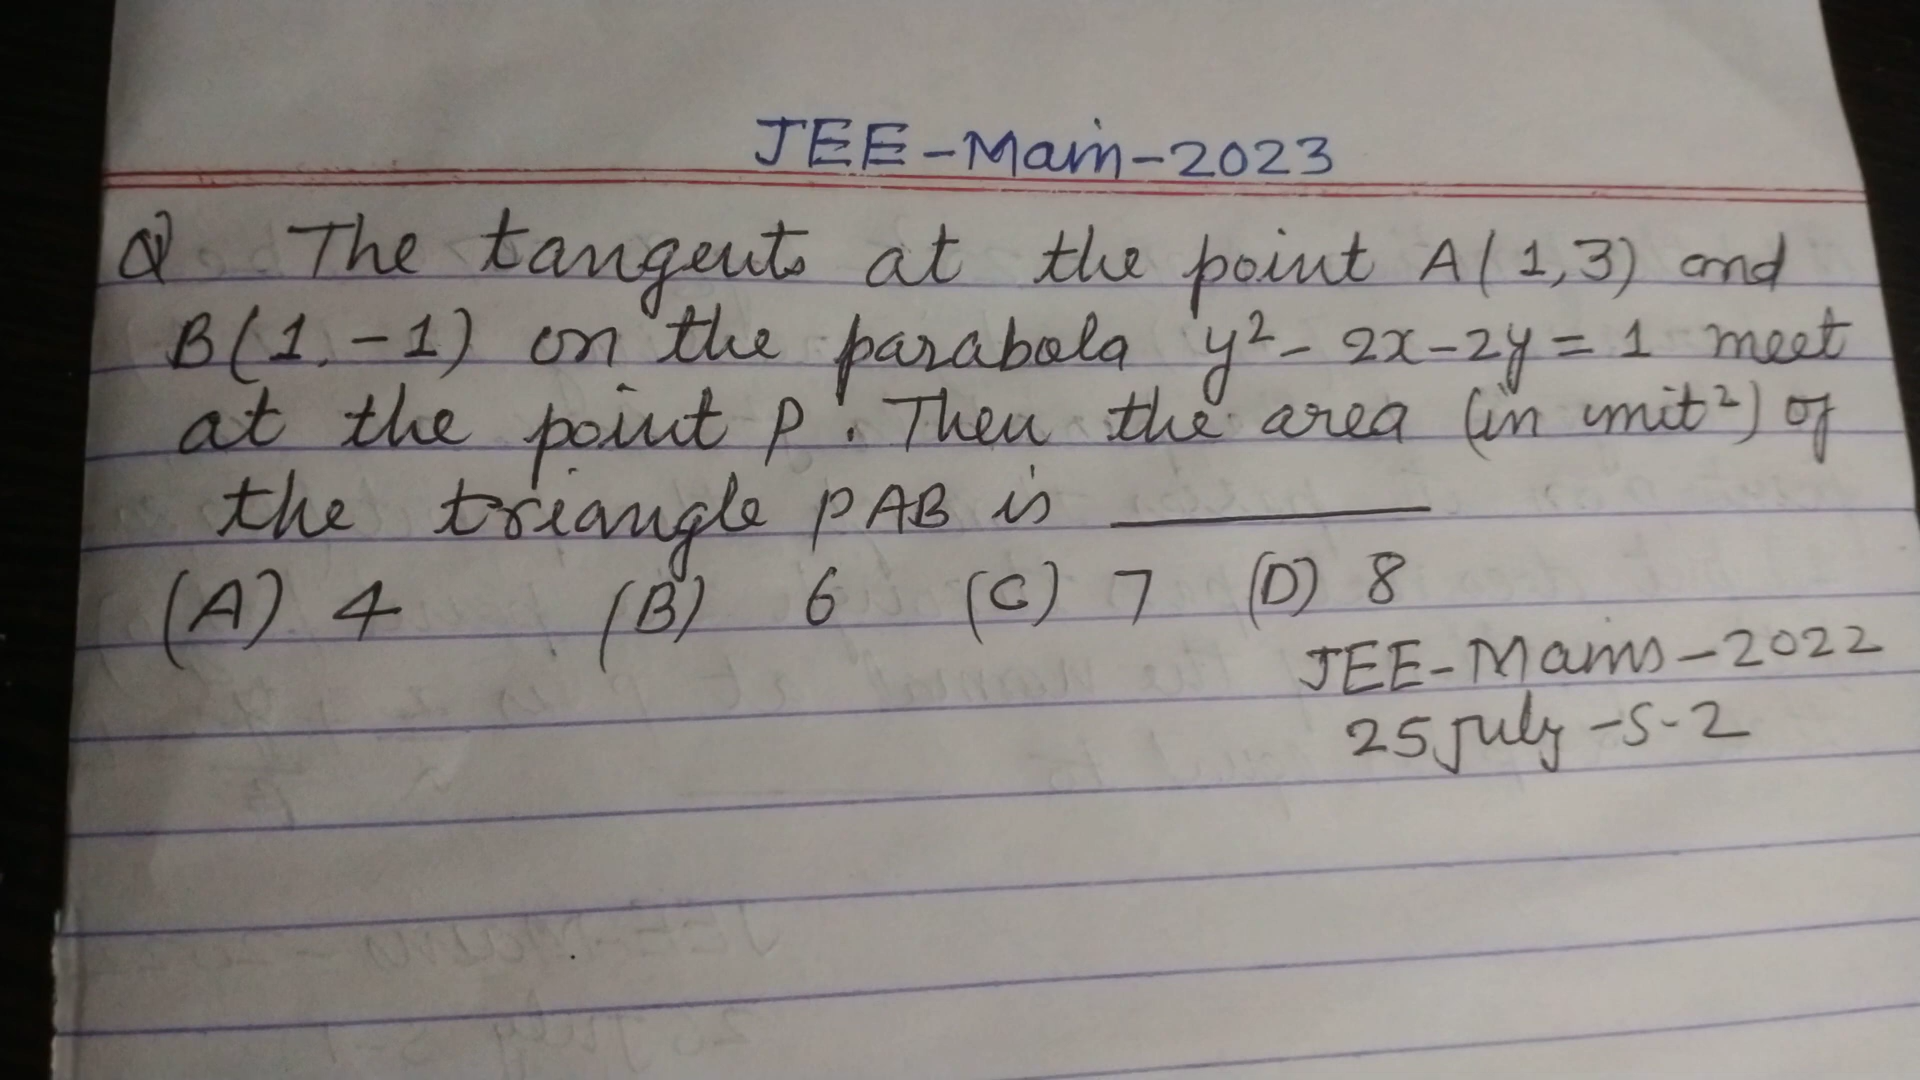 JEE-Main-2023
Q The tangents at the point A(1,3) and
B(1,-1) on the parabola y²- 2x-2y = 1 meet
at the point P. Then the area (in unit²) of
the triangle PAB is ________
(A) 4 (B) 6 (C) 7 (D) 8
JEE-Mains-2022
25 July -S-2